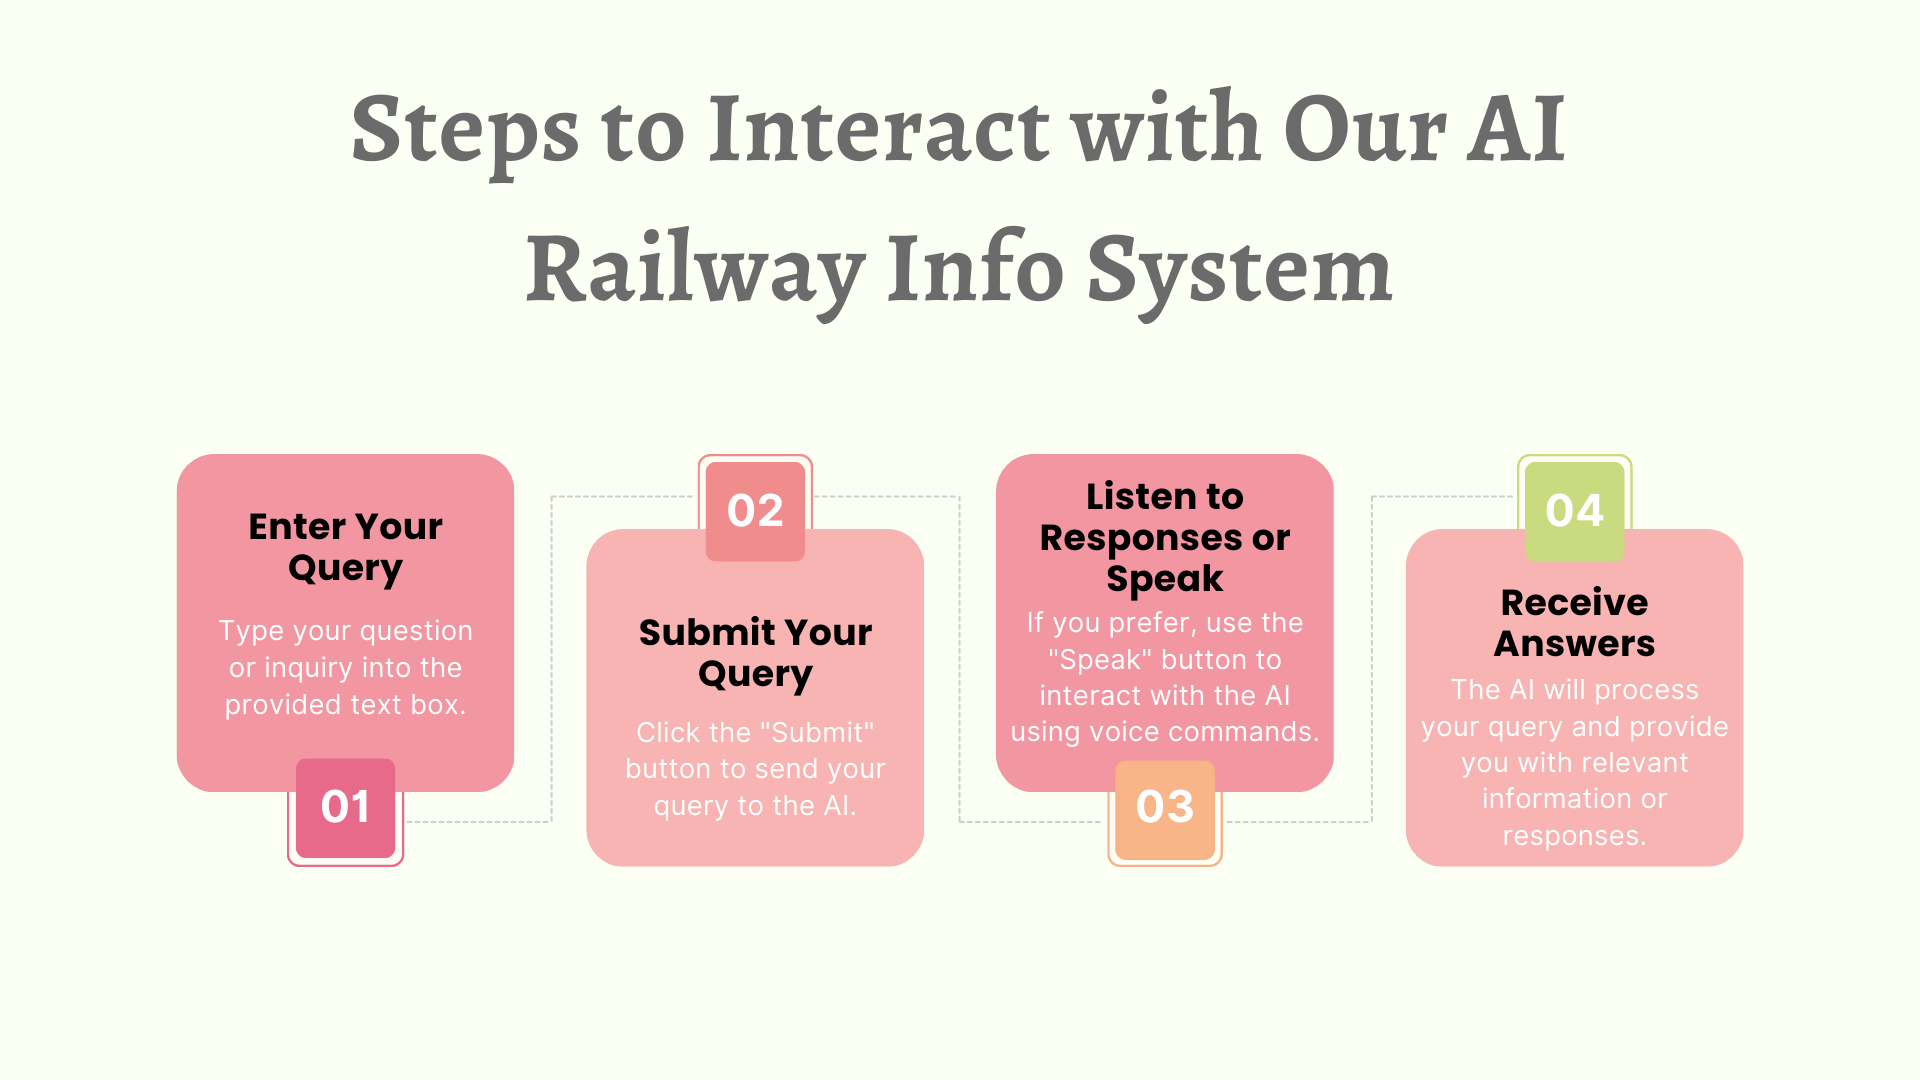 Steps to Interact with Our AI
Railway Info System
Enter Your
Query
Type your question
or inquiry into the
provided text box.
01
02
Submit Your
Query
Click the "Submit"
button to send your
query to the AI.
Listen to
Responses or
Speak
If you prefer, use the
"Speak" button to
interact with the AI
using voice commands.
03
04
Receive
Answers
The AI will process
your query and provide
you with relevant
information or
responses.